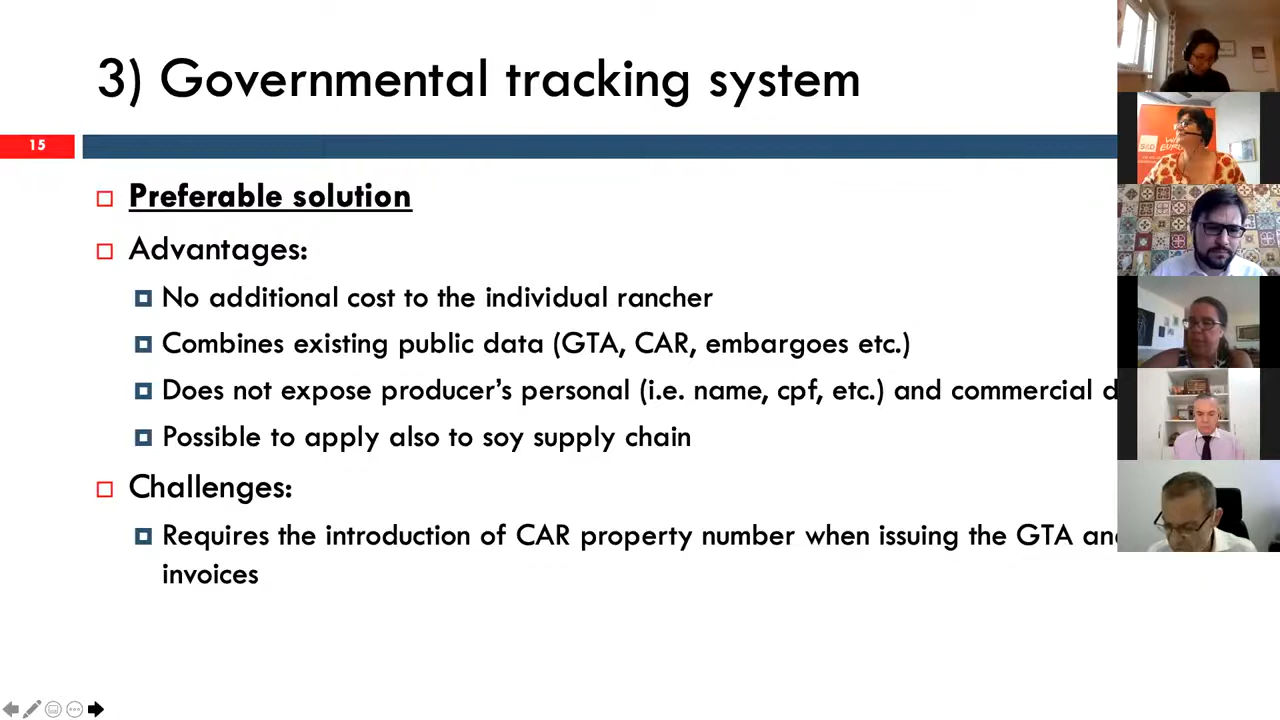 3) Governmental tracking system
15
Preferable solution
Advantages:
No additional cost to the individual rancher
Combines existing public data (GTA, CAR, embargoes etc.)
Does not expose producer's personal (i.e. name, cpf, etc.) and commercial
Possible to apply also to soy supply chain
Challenges:
Requires the introduction of CAR property number when issuing the GTA
invoices